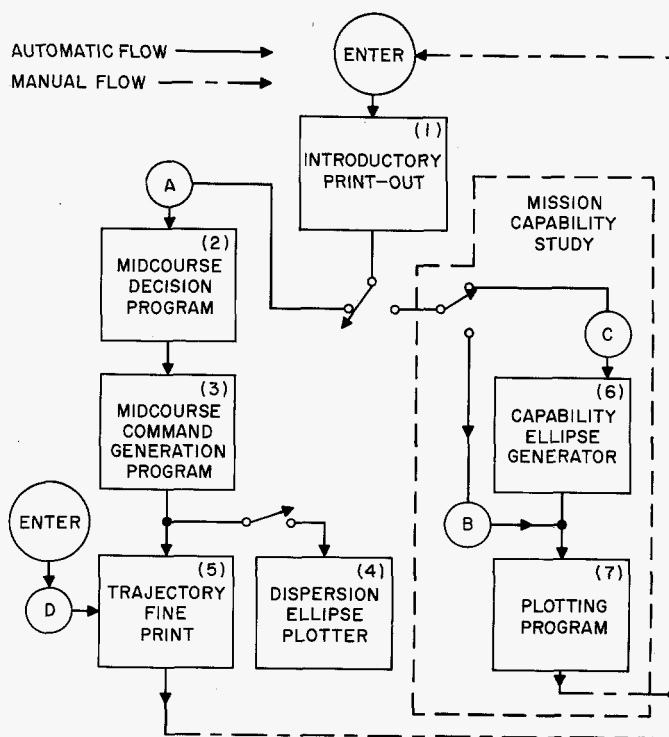 AUTOMATIC FLOW
MANUAL FLOW
ENTER
(1)
INTRODUCTORY
PRINT-OUT
A
(2)
MIDCOURSE
DECISION
PROGRAM
MISSION
CAPABILITY
STUDY
C
(3)
MIDCOURSE
COMMAND
GENERATION
PROGRAM
(6)
CAPABILITY
ELLIPSE
GENERATOR
B
ENTER
D
(5)
TRAJECTORY
FINE
PRINT
(4)
DISPERSION
ELLIPSE
PLOTTER
(7)
PLOTTING
PROGRAM